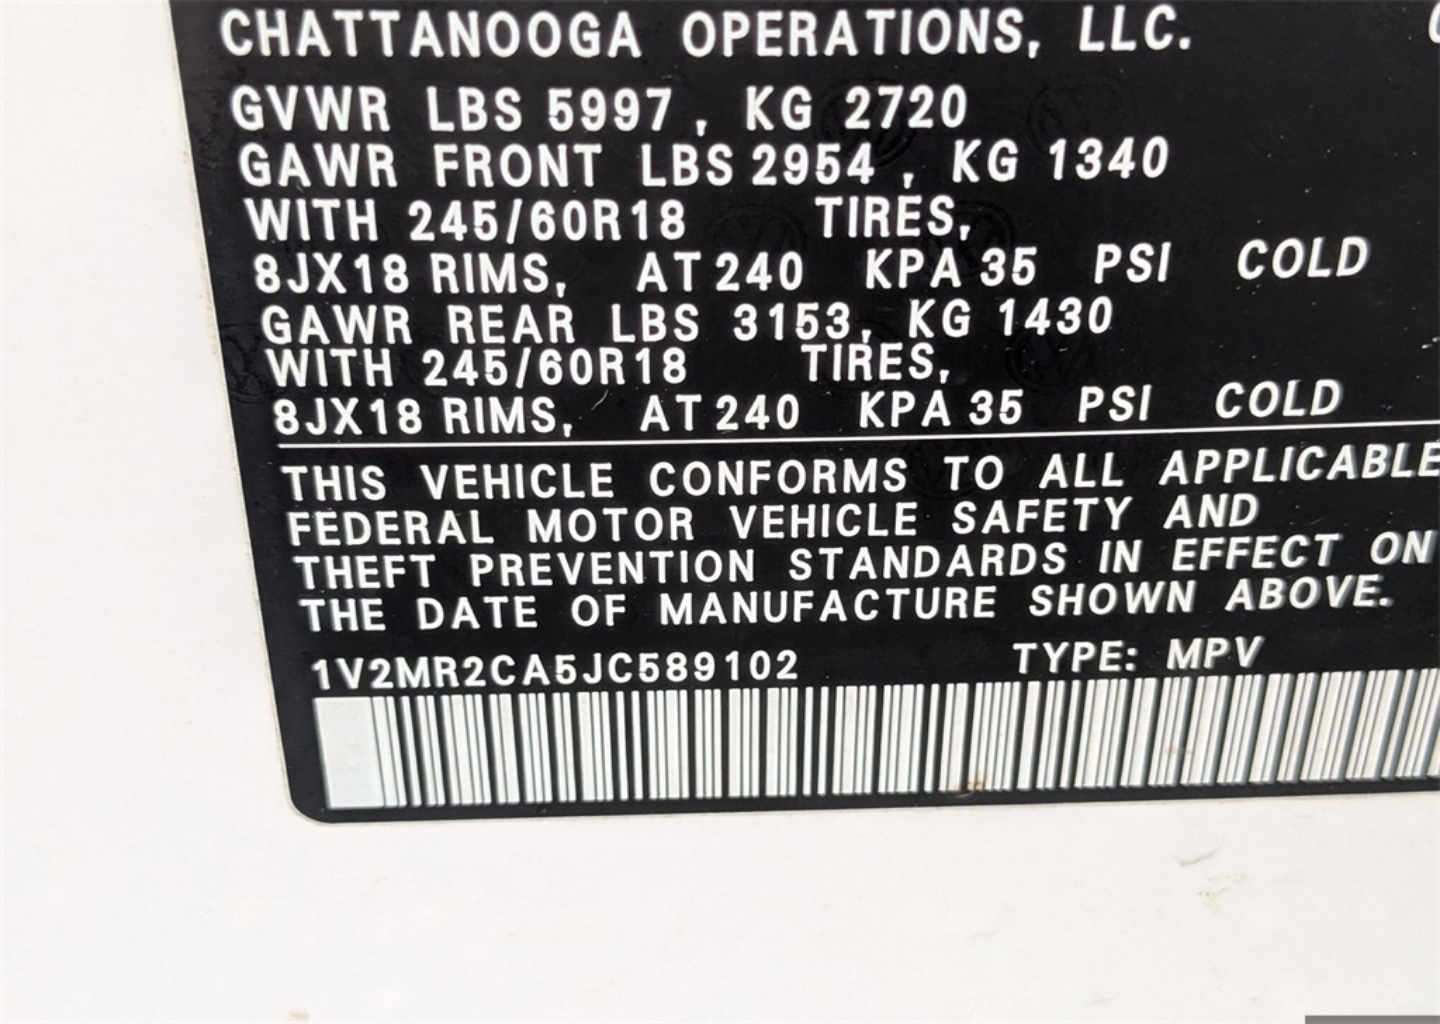 CHATTANOOGA OPERATIONS, LLC.
GVWR LBS 5997, KG 2720
GAWR FRONT LBS 2954, KG 1340
WITH 245/60R18 TIRES,
8JX18 RIMS, AT 240 KPA 35 PSI COLD
GAWR REAR LBS 3153, KG 1430
WITH 245/60R18 TIRES,
8JX18 RIMS, AT 240 KPA 35 PSI COLD
THIS VEHICLE CONFORMS TO ALL APPLICABLE
FEDERAL MOTOR VEHICLE SAFETY AND
THEFT PREVENTION STANDARDS IN EFFECT ON
THE DATE OF MANUFACTURE SHOWN ABOVE.
1V2MR2CA5JC589102 TYPE: MPV